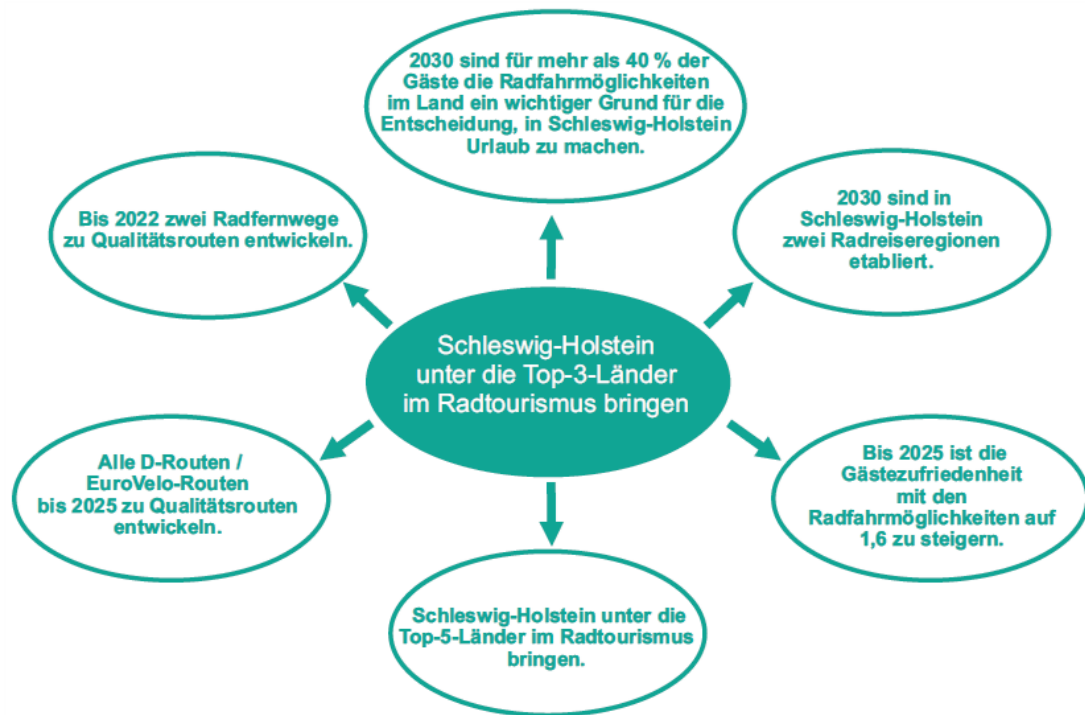 2030 sind für mehr als 40 % der
Gäste die Radfahrmöglichkeiten
im Land ein wichtiger Grund für die
Entscheidung, in Schleswig-Holstein
Urlaub zu machen.
Bis 2022 zwei Radfernwege
zu Qualitätsrouten entwickeln.
2030 sind in
Schleswig-Holstein
zwei Radreiseregionen
etabliert.
Schleswig-Holstein
unter die Top-3-Länder
im Radtourismus bringen
Alle D-Routen /
EuroVelo-Routen
bis 2025 zu Qualitätsrouten
entwickeln.
Bis 2025 ist die
Gästezufriedenheit
mit den
Radfahrmöglichkeiten auf
1,6 zu steigern.
Schleswig-Holstein unter die
Top-5-Länder im Radtourismus
bringen.